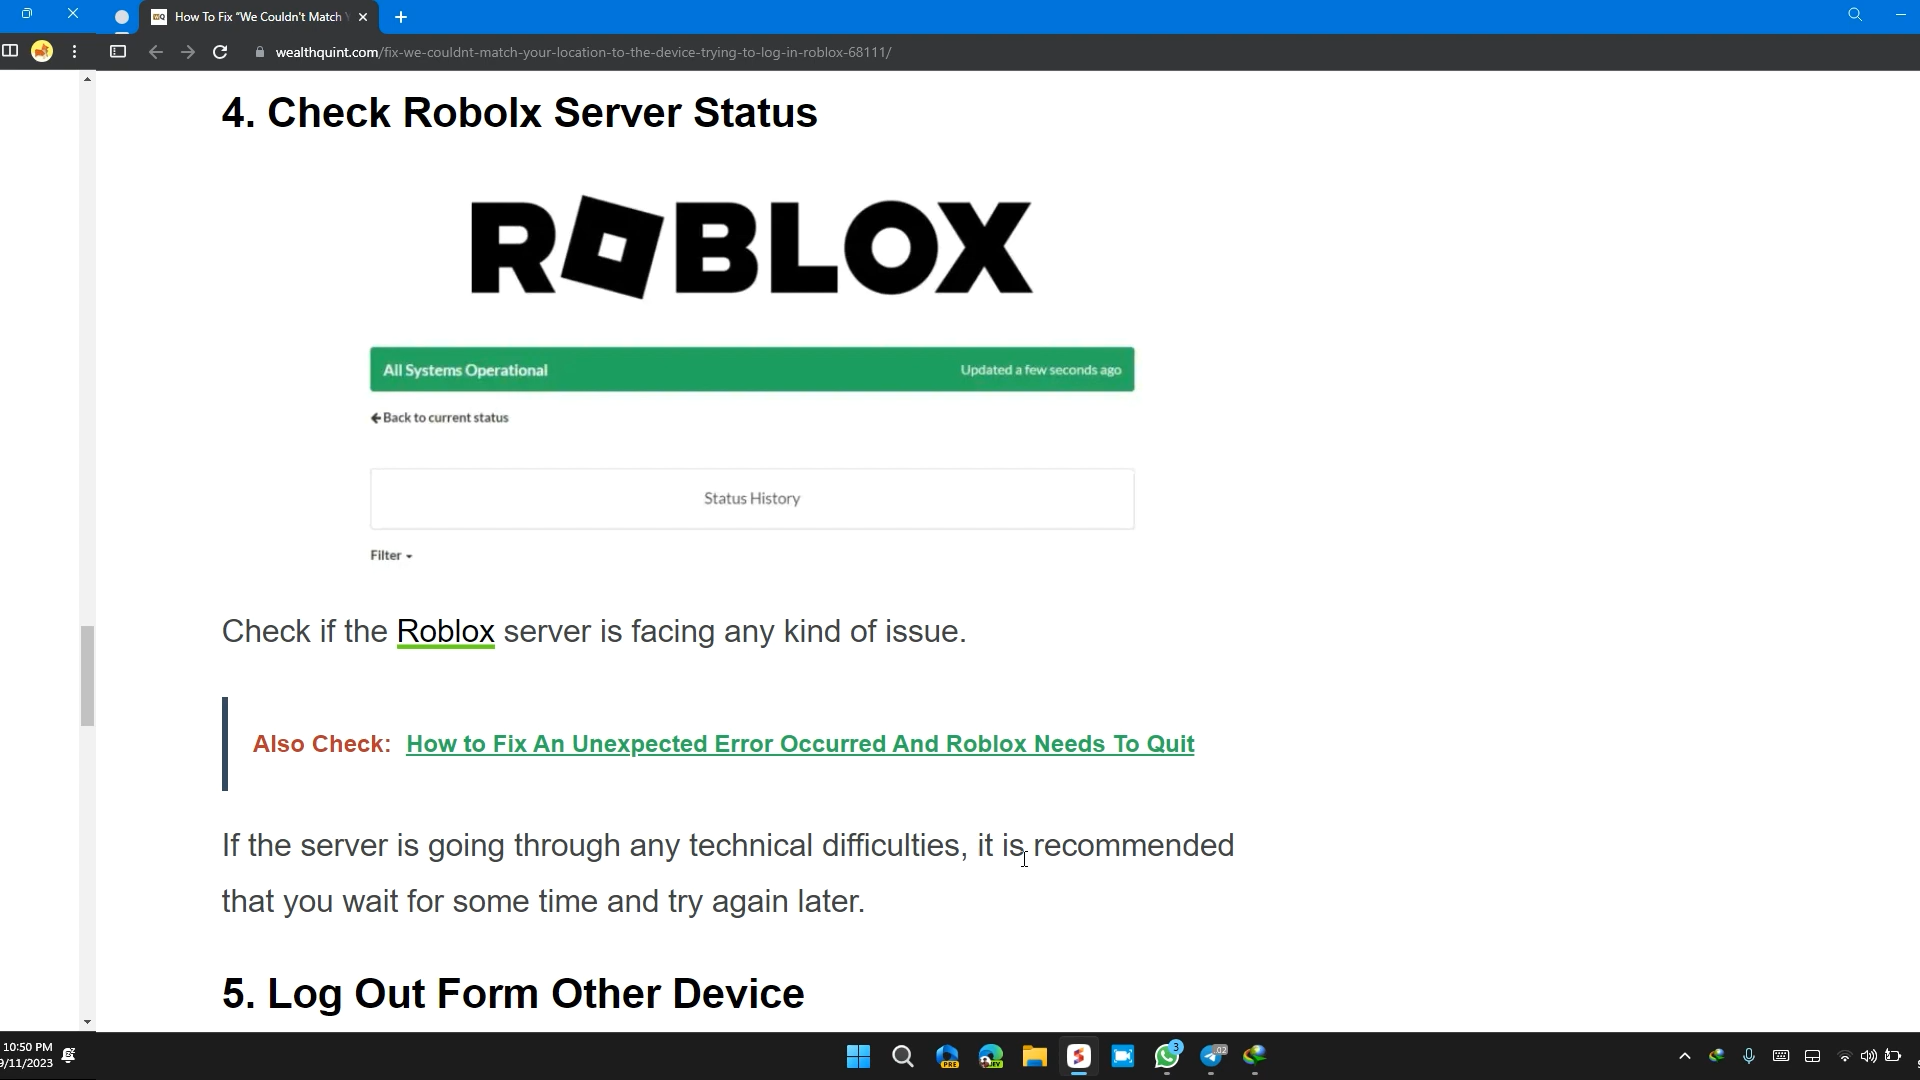 How To Fix "We Couldn't Match
wealthquint.com/fix-we-couldnt-match-your-location-to-the-device-trying-to-log-in-roblox-68111/
4. Check Robolx Server Status
ROBLOX
All Systems Operational
Updated a few seconds ago
Back to current status
Status History
Filter
Check if the Roblox server is facing any kind of issue.
Also Check: How to Fix An Unexpected Error Occurred And Roblox Needs To Quit
If the server is going through any technical difficulties, it is recommended
that you wait for some time and try again later.
5. Log Out Form Other Device
10:50 PM
9/11/2023
PRE
DEV
3
02